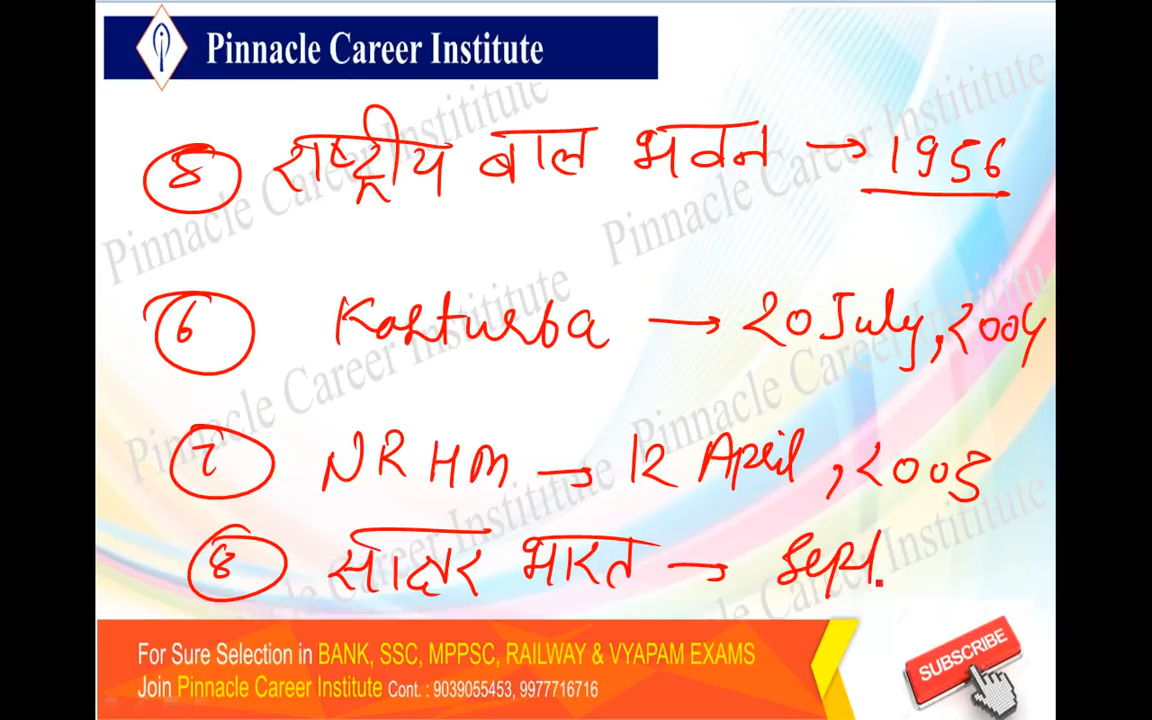 Pinnacle Career Institute
5 राष्ट्रीय बाल भवन → 1956
6 Kasturba → 20 July, 2004
7 NRHM → 12 April, 2005
8 साक्षर भारत → Sept.
For Sure Selection in BANK, SSC, MPPSC, RAILWAY & VYAPAM EXAMS
Join Pinnacle Career Institute Cont. : 9039055453, 9977716716
SUBSCRIBE